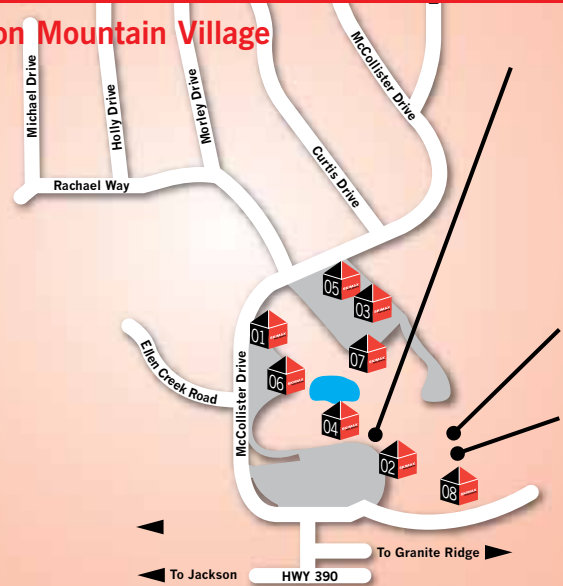 on Mountain Village
Michael Drive
Holly Drive
Morley Drive
McCollister Drive
Curtis Drive
Rachael Way
05
03
01
07
06
Ellen Creek Road
McCollister Drive
04
02
08
To Granite Ridge
To Jackson
HWY 390